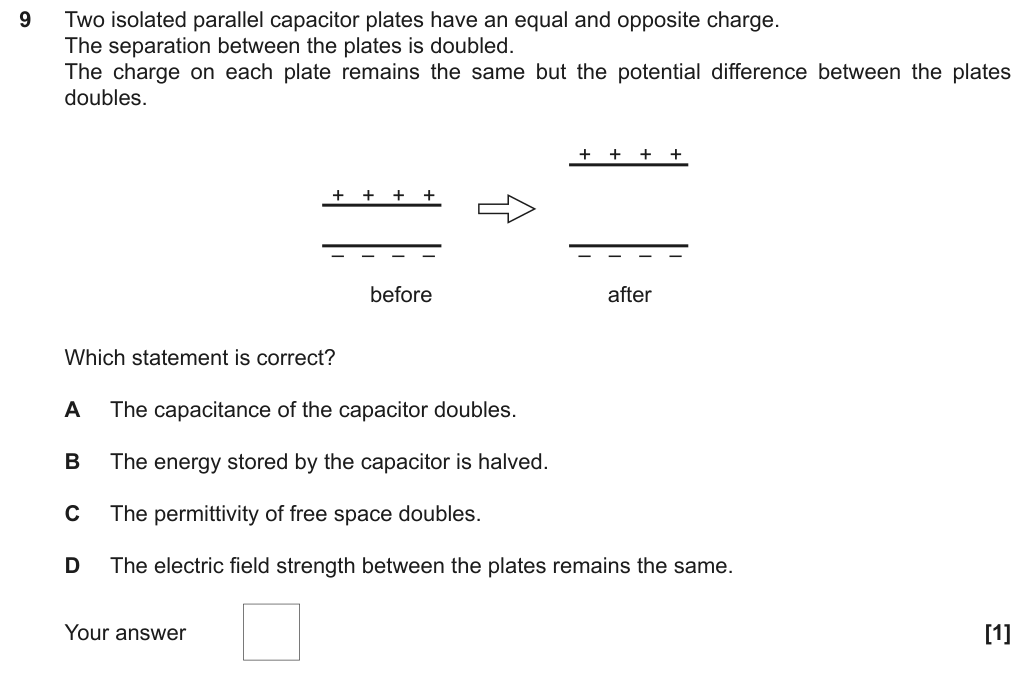 9 Two isolated parallel capacitor plates have an equal and opposite charge.
The separation between the plates is doubled.
The charge on each plate remains the same but the potential difference between the plates
doubles.
+ + + +
+ + + +
– – – – – – – –
before after
Which statement is correct?
A The capacitance of the capacitor doubles.
B The energy stored by the capacitor is halved.
C The permittivity of free space doubles.
D The electric field strength between the plates remains the same.
Your answer [1]